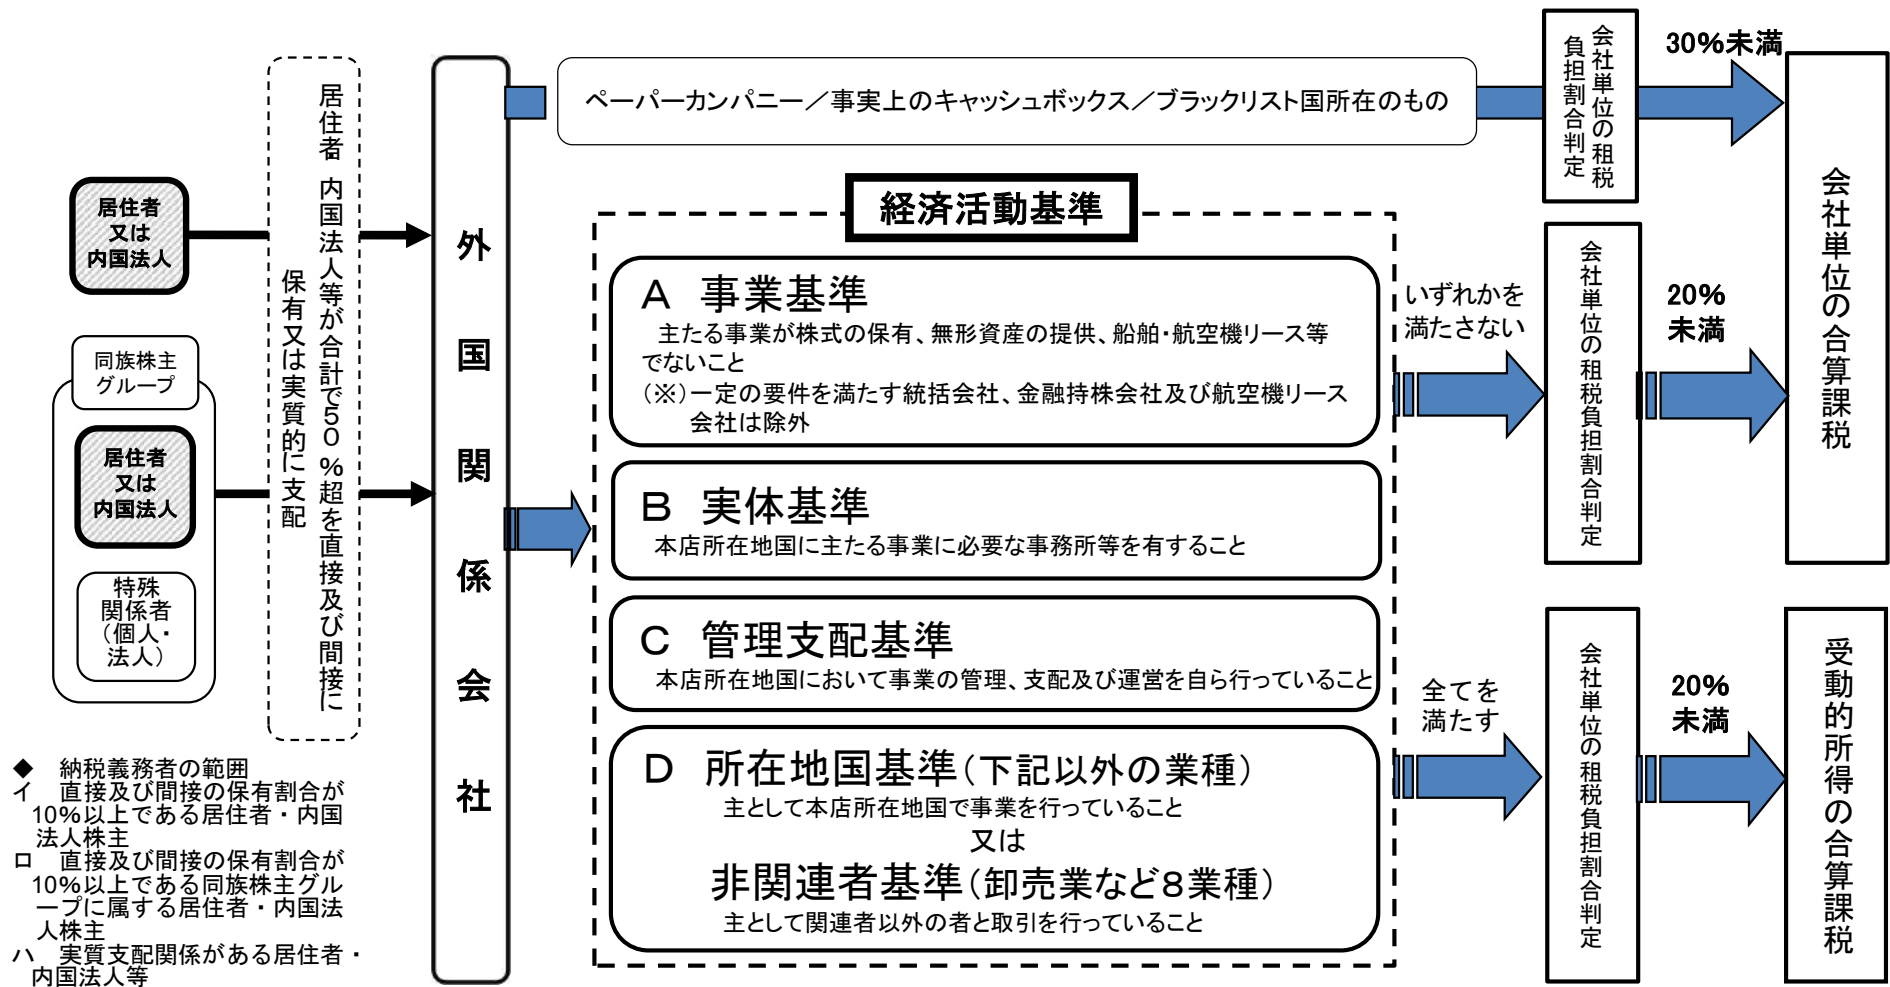 居住者
又は
内国法人
同族株主
グループ
居住者
又は
内国法人
特殊
関係者
（個人・
法人）
居住者・内国法人等が合計で５０％超を直接及び間接に
保有又は実質的に支配
◆　納税義務者の範囲
イ　直接及び間接の保有割合が
10%以上である居住者・内国
法人株主
ロ　直接及び間接の保有割合が
10%以上である同族株主グル
ープに属する居住者・内国法
人株主
ハ　実質支配関係がある居住者・
内国法人等
外国関係会社
ペーパーカンパニー／事実上のキャッシュボックス／ブラックリスト国所在のもの
会社単位の租税
負担割合判定
30%未満
経済活動基準
Ａ　事業基準
主たる事業が株式の保有、無形資産の提供、船舶・航空機リース等
でないこと
（※）一定の要件を満たす統括会社、金融持株会社及び航空機リース
会社は除外
Ｂ　実体基準
本店所在地国に主たる事業に必要な事務所等を有すること
Ｃ　管理支配基準
本店所在地国において事業の管理、支配及び運営を自ら行っていること
Ｄ　所在地国基準（下記以外の業種）
主として本店所在地国で事業を行っていること
又は
非関連者基準（卸売業など８業種）
主として関連者以外の者と取引を行っていること
いずれかを
満たさない
会社単位の租税負担割合判定
20%
未満
会社単位の合算課税
全てを
満たす
会社単位の租税負担割合判定
20%
未満
受動的所得の合算課税